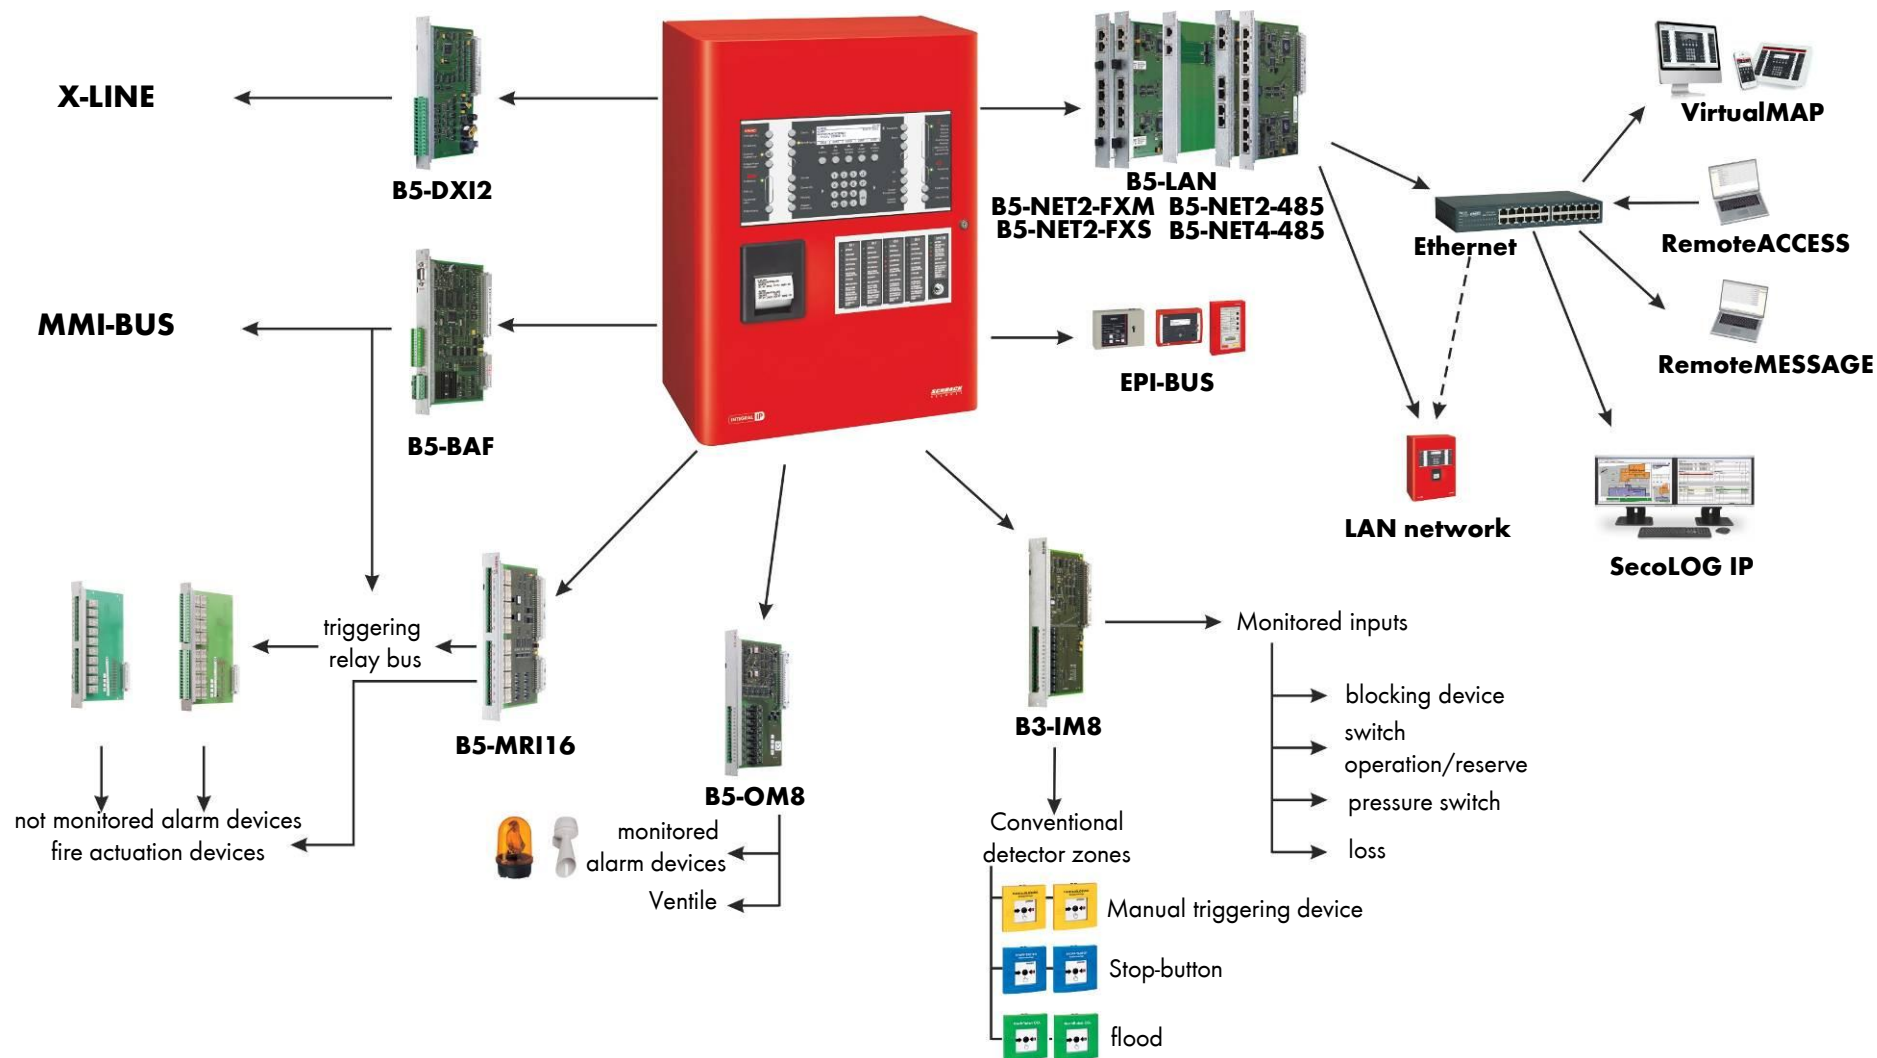 X-LINE
B5-DXI2
MMI-BUS
B5-BAF
SCHRACK
INTEGRAL IP
B5-LAN
B5-NET2-FXM B5-NET2-485
B5-NET2-FXS B5-NET4-485
EPI-BUS
VirtualMAP
Ethernet
RemoteACCESS
RemoteMESSAGE
LAN network
SecoLOG IP
triggering
relay bus
B5-MRI16
not monitored alarm devices
fire actuation devices
B5-OM8
monitored
alarm devices
Ventile
B3-IM8
Monitored inputs
blocking device
switch
operation/reserve
pressure switch
loss
Conventional
detector zones
Manual triggering device
Stop-button
flood